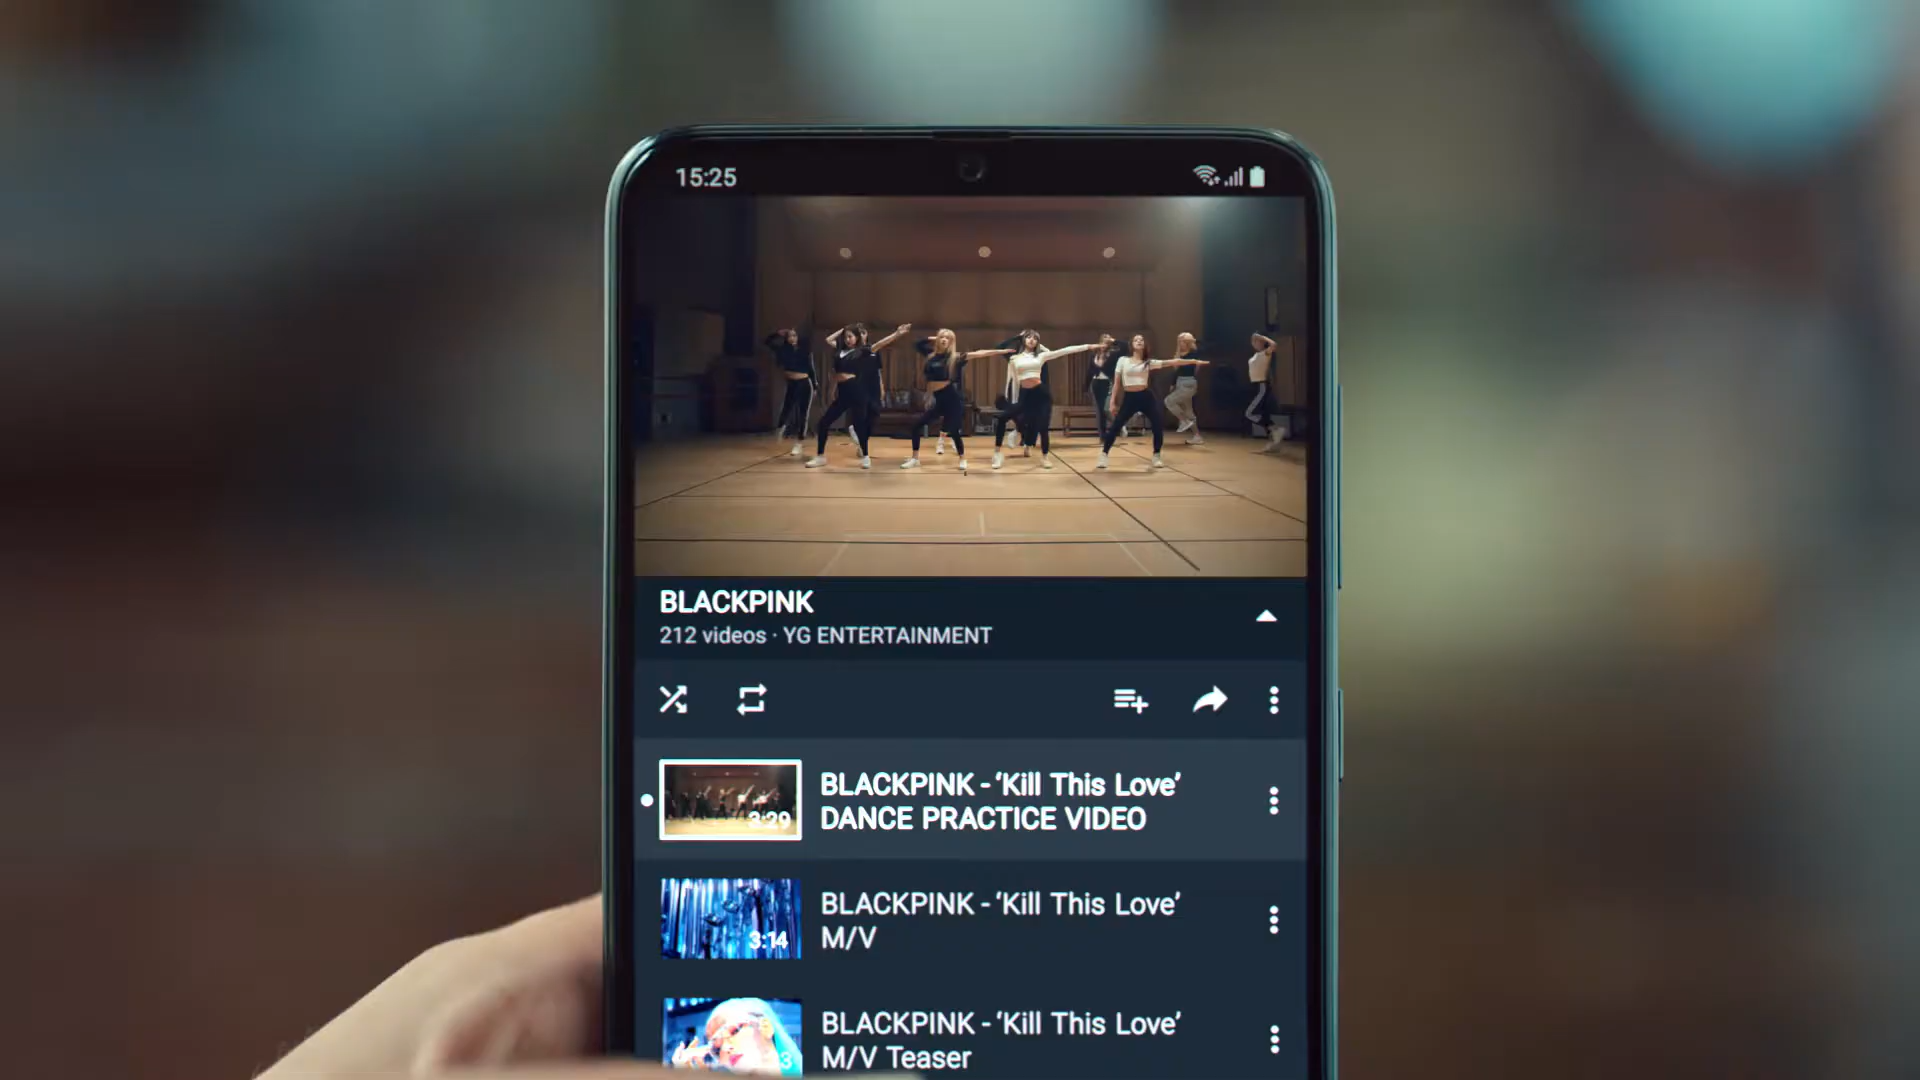 15:25
BLACKPINK
212 videos · YG ENTERTAINMENT
3:29
BLACKPINK - ‘Kill This Love’
DANCE PRACTICE VIDEO
3:14
BLACKPINK - ‘Kill This Love’
M/V
BLACKPINK - ‘Kill This Love’
M/V Teaser